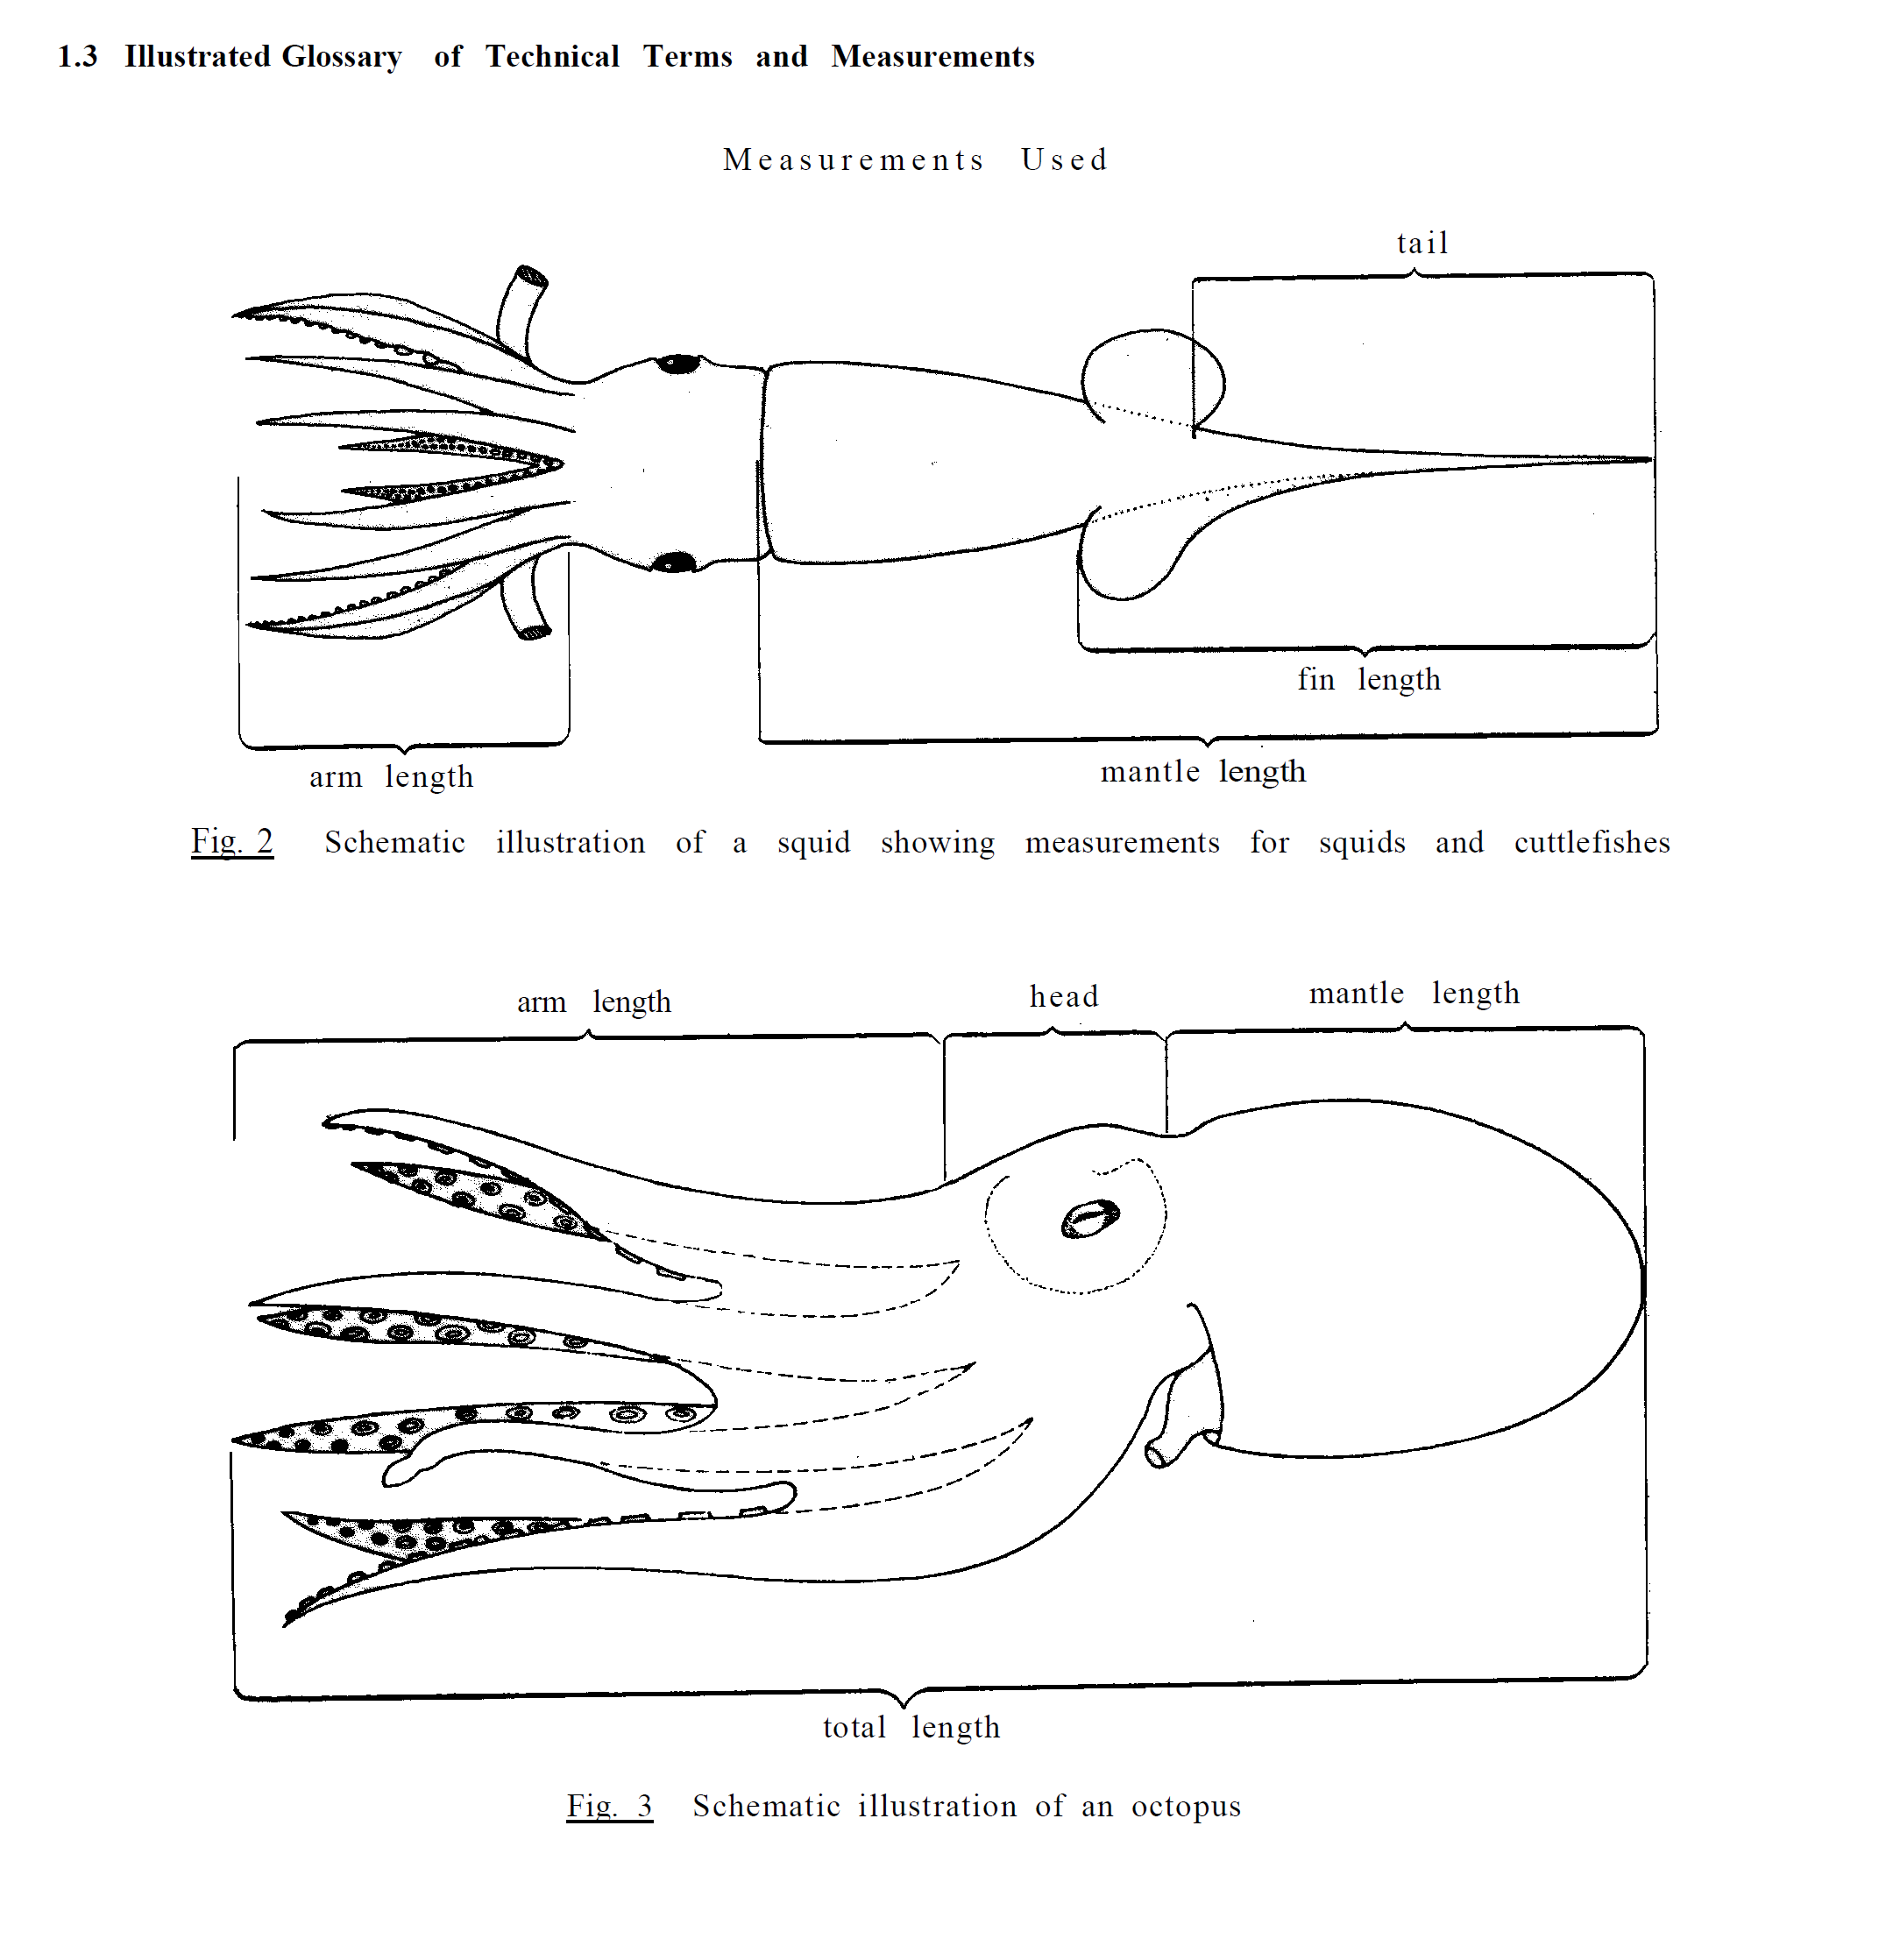 1.3 Illustrated Glossary of Technical Terms and Measurements
Measurements Used
tail
fin length
mantle length
arm length
Fig. 2 Schematic illustration of a squid showing measurements for squids and cuttlefishes
arm length head mantle length
total length
Fig. 3 Schematic illustration of an octopus